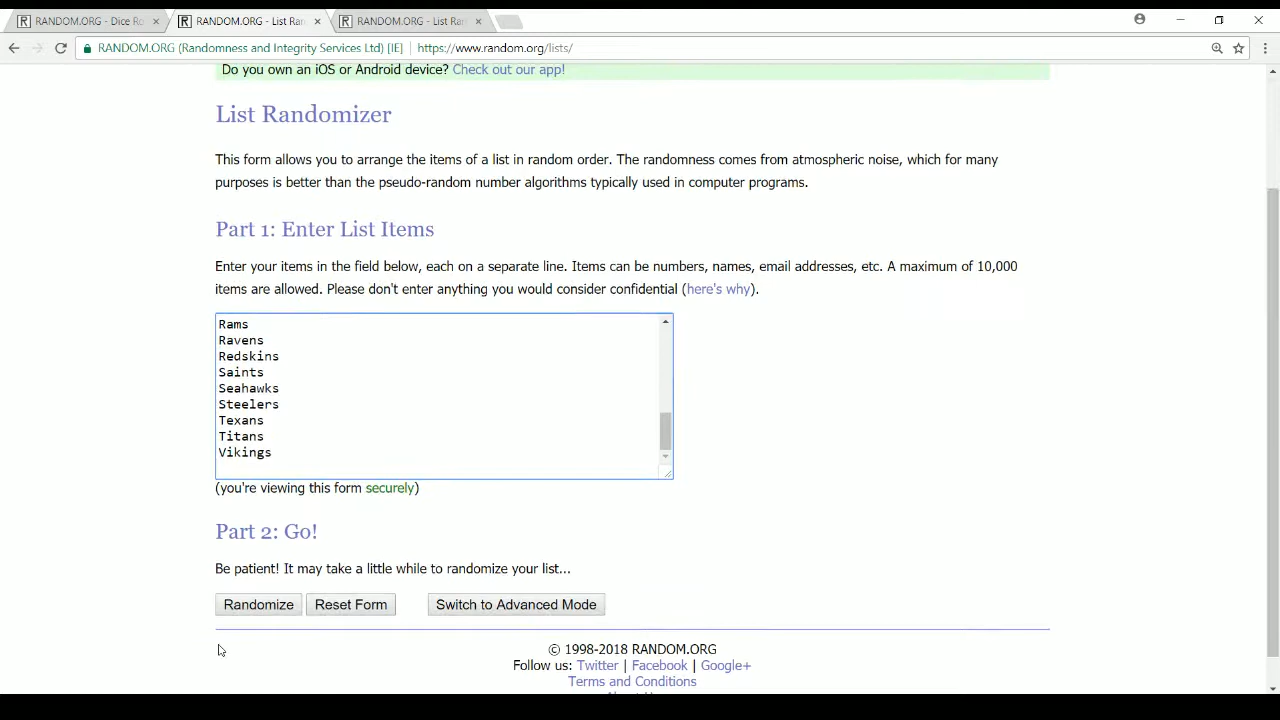 RANDOM.ORG - Dice Ro
RANDOM.ORG - List Ran
RANDOM.ORG - List Ran
RANDOM.ORG (Randomness and Integrity Services Ltd) [IE] https://www.random.org/lists/
Do you own an iOS or Android device? Check out our app!
List Randomizer
This form allows you to arrange the items of a list in random order. The randomness comes from atmospheric noise, which for many
purposes is better than the pseudo-random number algorithms typically used in computer programs.
Part 1: Enter List Items
Enter your items in the field below, each on a separate line. Items can be numbers, names, email addresses, etc. A maximum of 10,000
items are allowed. Please don't enter anything you would consider confidential (here's why).
Rams
Ravens
Redskins
Saints
Seahawks
Steelers
Texans
Titans
Vikings
(you're viewing this form securely)
Part 2: Go!
Be patient! It may take a little while to randomize your list...
Randomize Reset Form Switch to Advanced Mode
© 1998-2018 RANDOM.ORG
Follow us: Twitter | Facebook | Google+
Terms and Conditions